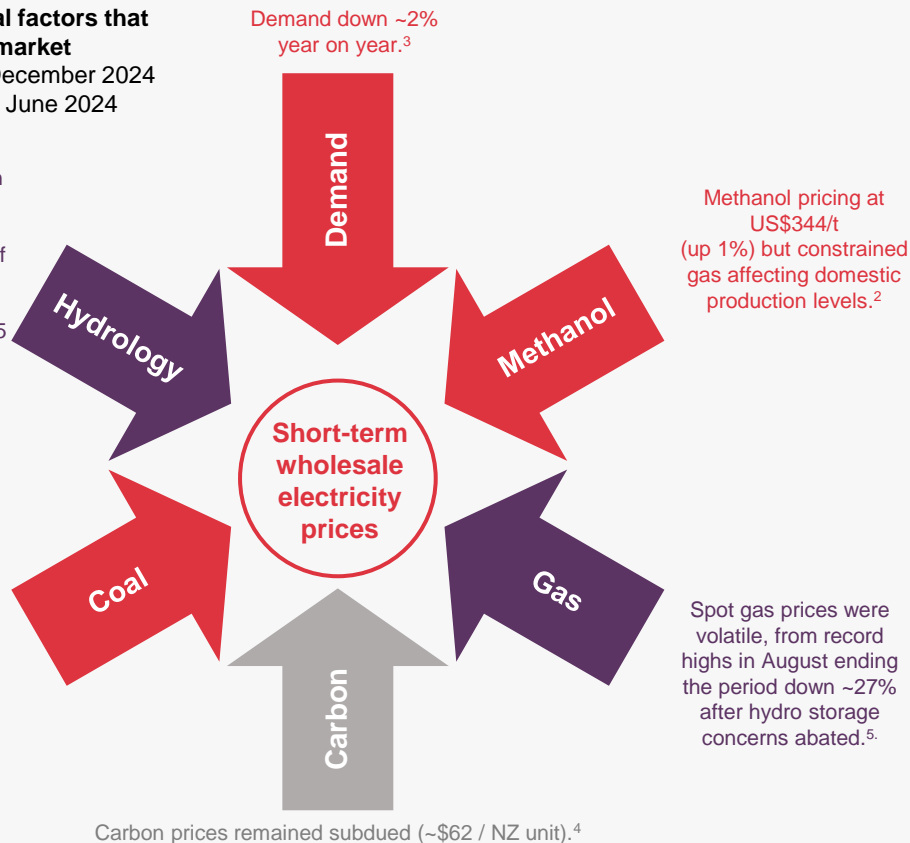 al factors that
market
ecember 2024
June 2024
Demand down ~2%
year on year.³
Demand
n
f
5
Hydrology
Methanol
Methanol pricing at
US$344/t
(up 1%) but constrained
gas affecting domestic
production levels.²
Short-term
wholesale
electricity
prices
Coal
Gas
Carbon
Spot gas prices were
volatile, from record
highs in August ending
the period down ~27%
after hydro storage
concerns abated.⁵·
Carbon prices remained subdued (~$62 / NZ unit).⁴